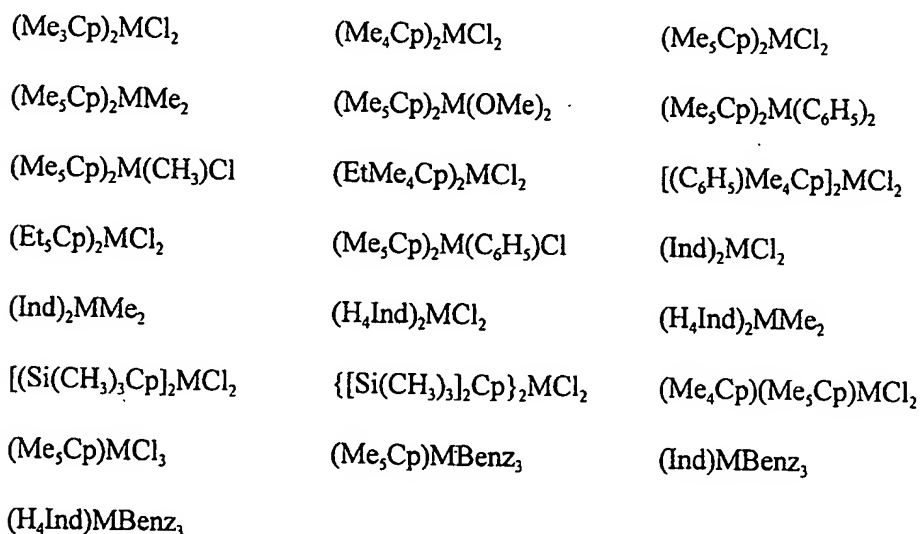 (Me₃Cp)₂MCl₂ (Me₄Cp)₂MCl₂ (Me₅Cp)₂MCl₂
(Me₅Cp)₂MMe₂ (Me₅Cp)₂M(OMe)₂ (Me₅Cp)₂M(C₆H₅)₂
(Me₅Cp)₂M(CH₃)Cl (EtMe₄Cp)₂MCl₂ [(C₆H₅)Me₄Cp]₂MCl₂
(Et₅Cp)₂MCl₂ (Me₅Cp)₂M(C₆H₅)Cl (Ind)₂MCl₂
(Ind)₂MMe₂ (H₄Ind)₂MCl₂ (H₄Ind)₂MMe₂
[(Si(CH₃)₃Cp]₂MCl₂ {[Si(CH₃)₃]₂Cp}₂MCl₂ (Me₄Cp)(Me₅Cp)MCl₂
(Me₅Cp)MCl₃ (Me₅Cp)MBenz₃ (Ind)MBenz₃
(H₄Ind)MBenz₃